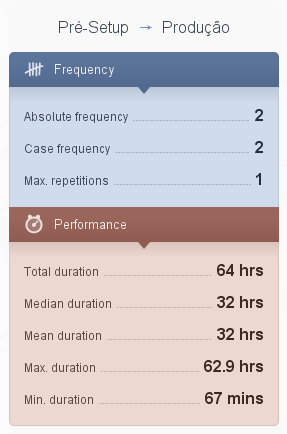 Pré-Setup → Produção
Frequency
Absolute frequency 2
Case frequency 2
Max. repetitions 1
Performance
Total duration 64 hrs
Median duration 32 hrs
Mean duration 32 hrs
Max. duration 62.9 hrs
Min. duration 67 mins